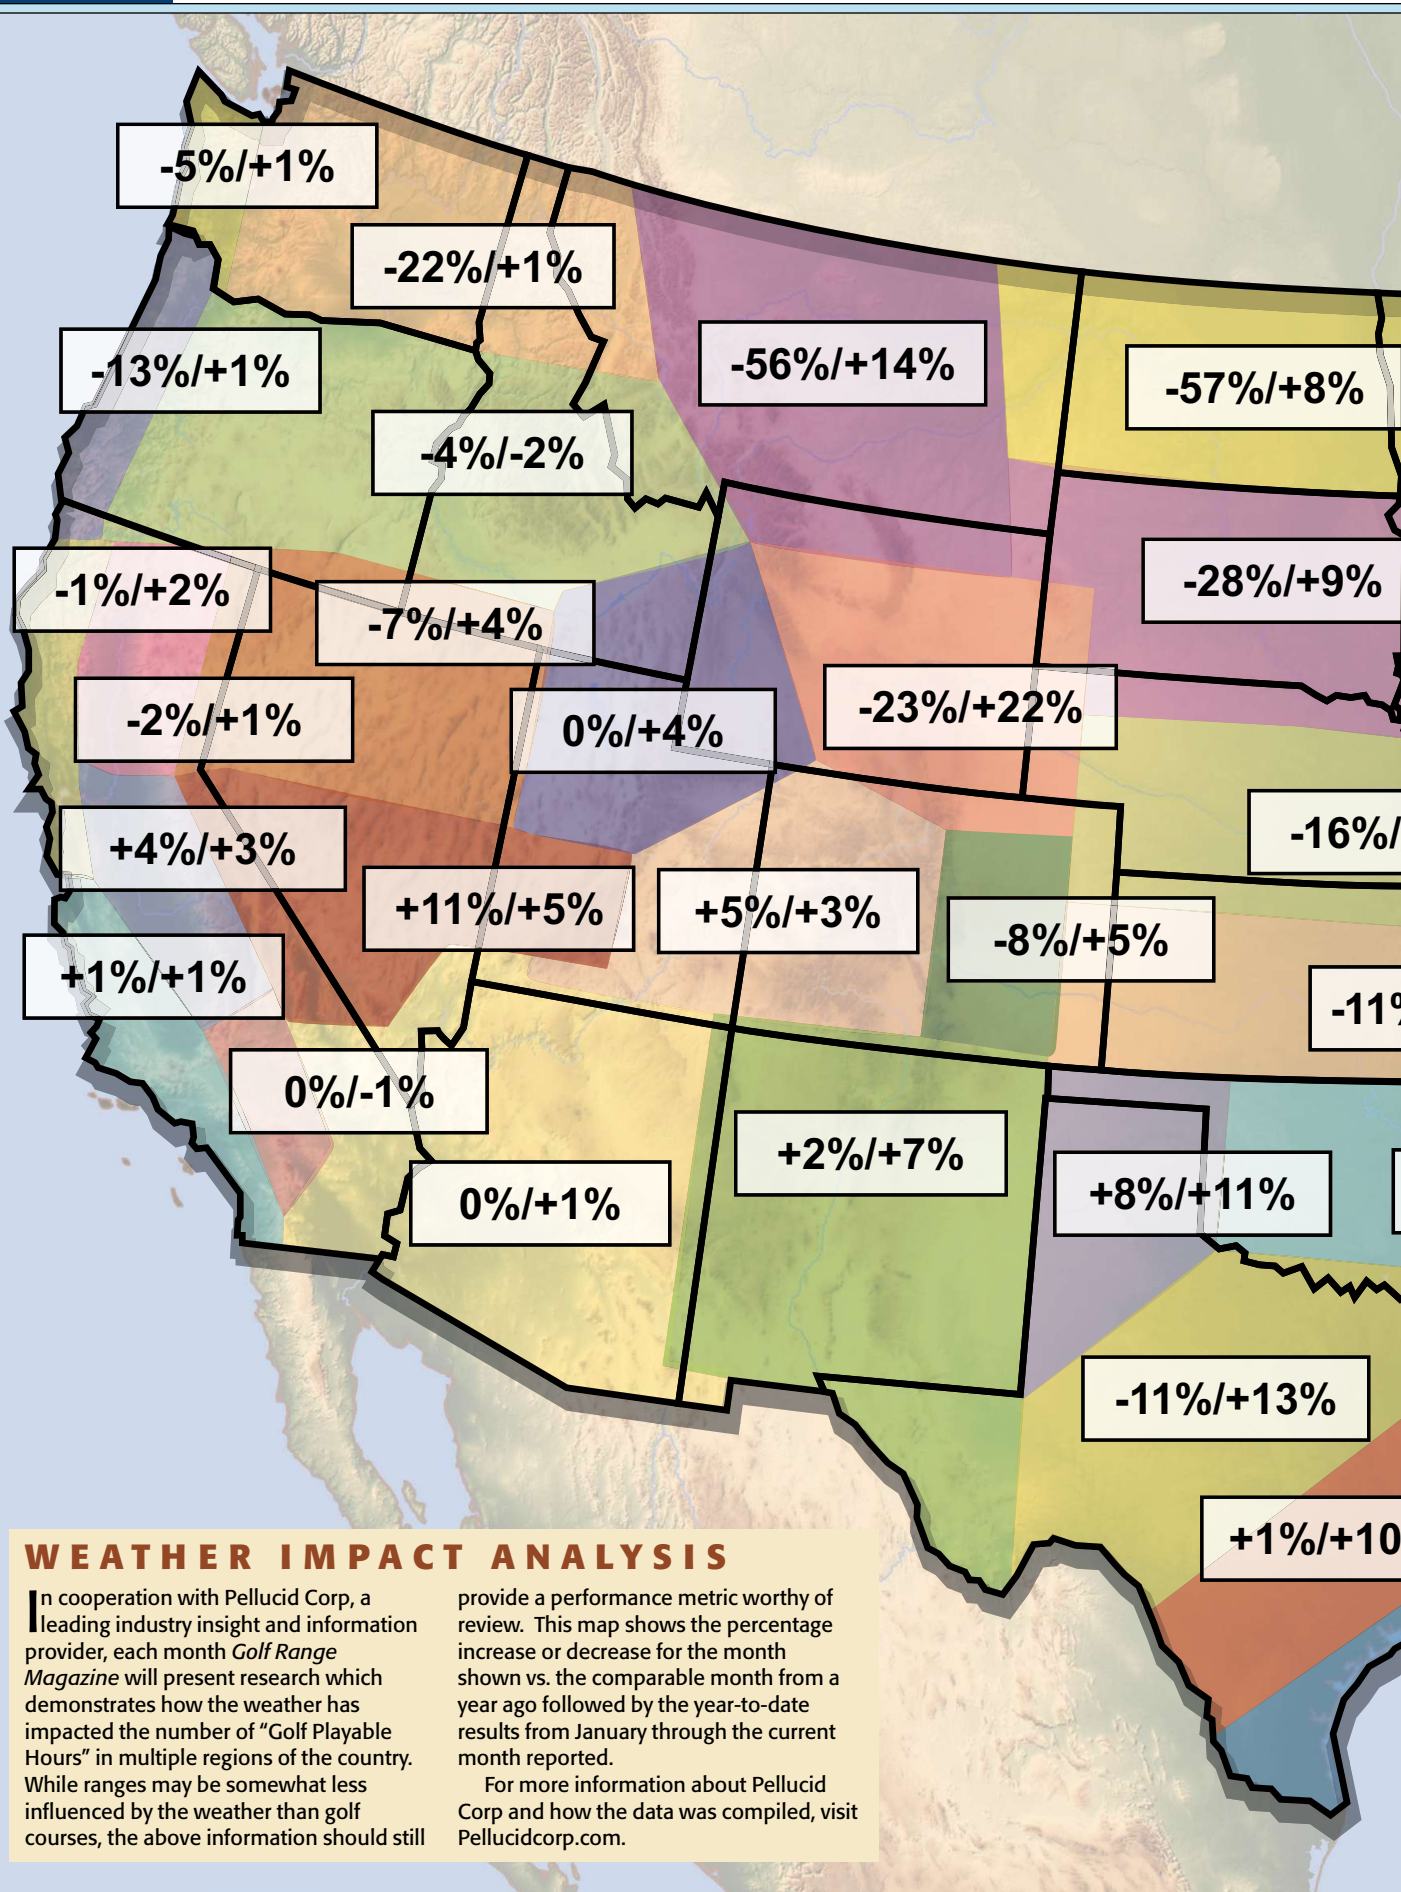 -5%/+1%
-22%/+1%
-56%/+14%
-57%/+8%
-13%/+1%
-4%/-2%
-28%/+9%
-1%/+2%
-7%/+4%
-2%/+1%
0%/+4%
-23%/+22%
-16%/
+4%/+3%
+11%/+5%
+5%/+3%
-8%/+5%
+1%/+1%
-11%
0%/-1%
+2%/+7%
+8%/+11%
0%/+1%
-11%/+13%
+1%/+10
WEATHER IMPACT ANALYSIS
In cooperation with Pellucid Corp, a
leading industry insight and information
provider, each month Golf Range
Magazine will present research which
demonstrates how the weather has
impacted the number of “Golf Playable
Hours” in multiple regions of the country.
While ranges may be somewhat less
influenced by the weather than golf
courses, the above information should still
provide a performance metric worthy of
review. This map shows the percentage
increase or decrease for the month
shown vs. the comparable month from a
year ago followed by the year-to-date
results from January through the current
month reported.
For more information about Pellucid
Corp and how the data was compiled, visit
Pellucidcorp.com.